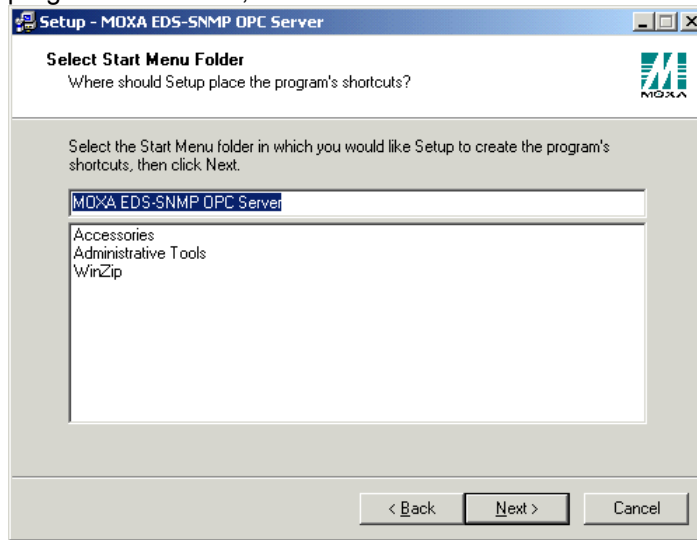 Setup - MOXA EDS-SNMP OPC Server
Select Start Menu Folder
Where should Setup place the program's shortcuts?
MOXA
Select the Start Menu folder in which you would like Setup to create the program's
shortcuts, then click Next.
MOXA EDS-SNMP OPC Server
Accessories
Administrative Tools
WinZip
< Back
Next >
Cancel